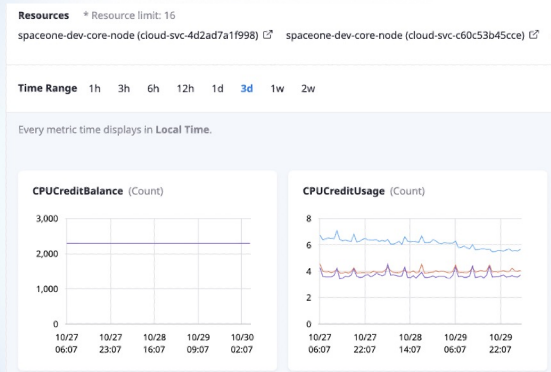 Resources * Resource limit: 16
spaceone-dev-core-node (cloud-svc-4d2ad7a1f998) spaceone-dev-core-node (cloud-svc-c60c53b45cce)
Time Range 1h 3h 6h 12h 1d 3d 1w 2w
Every metric time displays in Local Time.
CPUCreditBalance (Count)
3,000
2,000
1,000
0
10/27 10/27 10/28 10/29 10/30
06:07 23:07 16:07 09:07 02:07
CPUCreditUsage (Count)
8
6
4
2
0
10/27 10/27 10/28 10/29 10/29
06:07 22:07 14:07 06:07 22:07